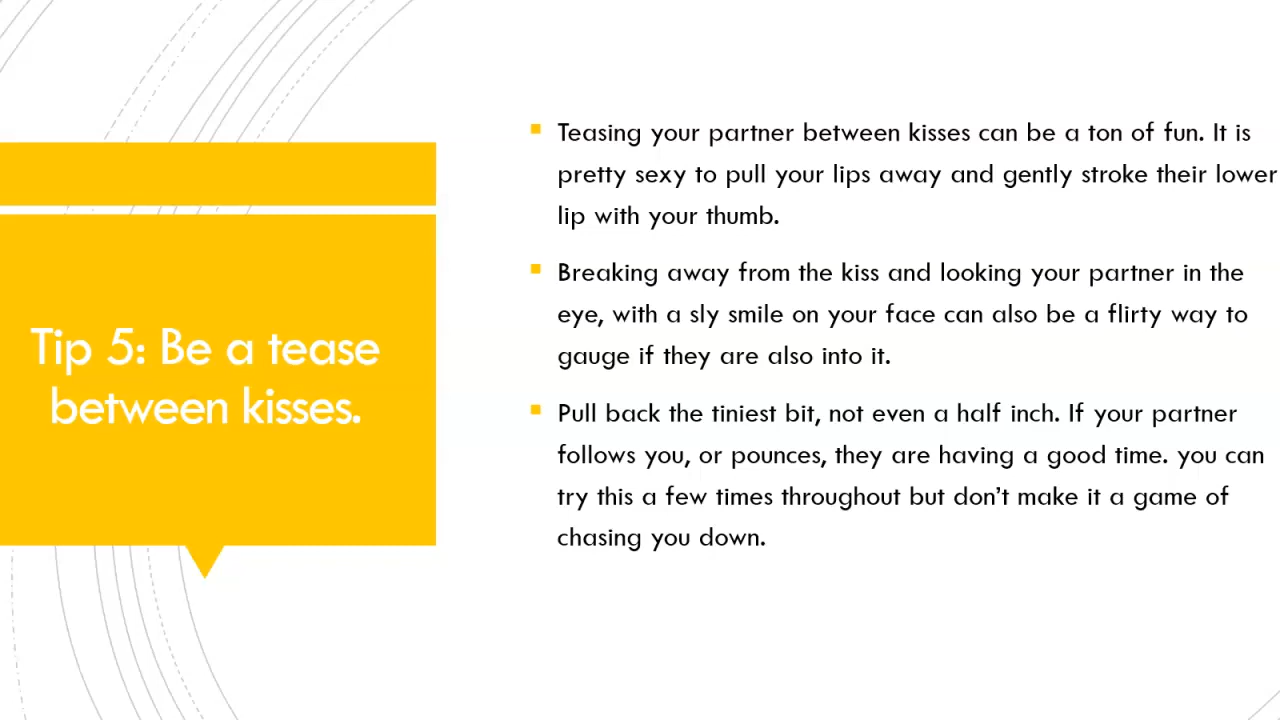 Tip 5: Be a tease
between kisses.
Teasing your partner between kisses can be a ton of fun. It is
pretty sexy to pull your lips away and gently stroke their lower
lip with your thumb.
Breaking away from the kiss and looking your partner in the
eye, with a sly smile on your face can also be a flirty way to
gauge if they are also into it.
Pull back the tiniest bit, not even a half inch. If your partner
follows you, or pounces, they are having a good time. you can
try this a few times throughout but don’t make it a game of
chasing you down.